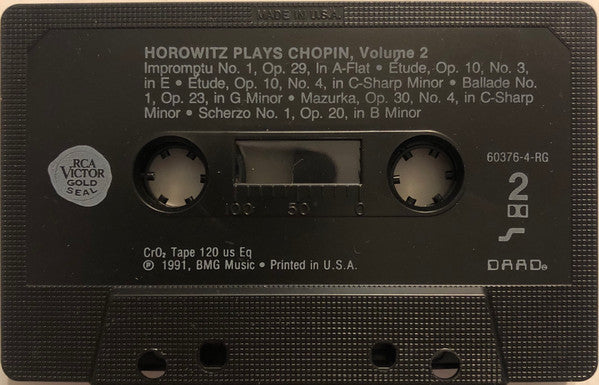 MADE IN U.S.A.
HOROWITZ PLAYS CHOPIN, Volume 2
Impromptu No. 1, Op. 29, In A-Flat • Etude, Op. 10, No. 3,
in E • Etude, Op. 10, No. 4, in C-Sharp Minor • Ballade No.
1, Op. 23, in G Minor • Mazurka, Op. 30, No. 4, in C-Sharp
Minor • Scherzo No. 1, Op. 20, in B Minor
RCA
VICTOR
GOLD
SEAL
60376-4-RG
2
100 50 0
CrO₂ Tape 120 us Eq
℗ 1991, BMG Music • Printed in U.S.A.
DAAD